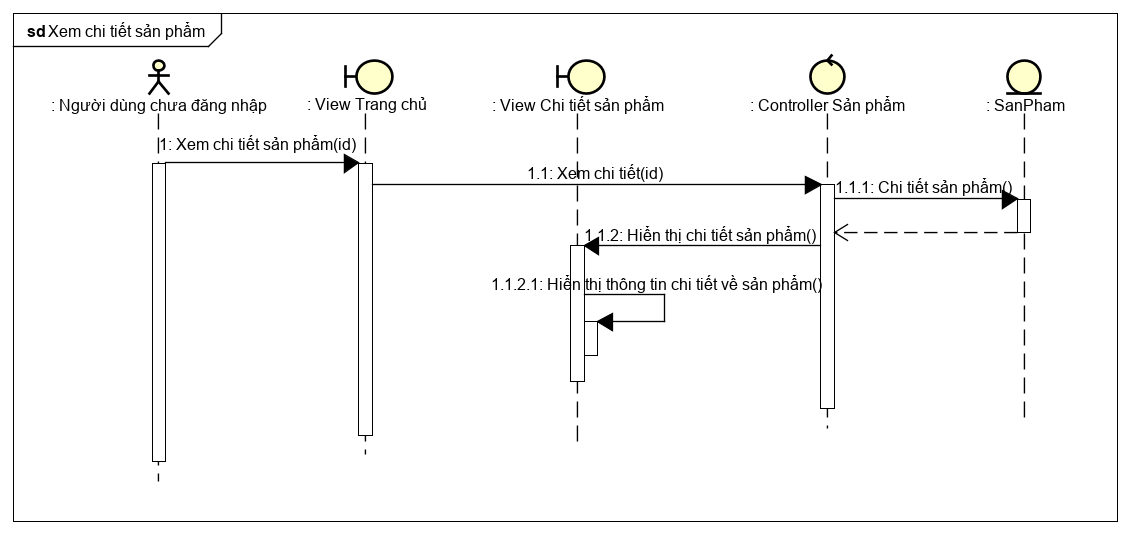 sd Xem chi tiết sản phẩm
: Người dùng chưa đăng nhập
: View Trang chủ
: View Chi tiết sản phẩm
: Controller Sản phẩm
: SanPham
1: Xem chi tiết sản phẩm(id)
1.1: Xem chi tiết(id)
1.1.1: Chi tiết sản phẩm()
1.1.2: Hiển thị chi tiết sản phẩm()
1.1.2.1: Hiển thị thông tin chi tiết về sản phẩm()